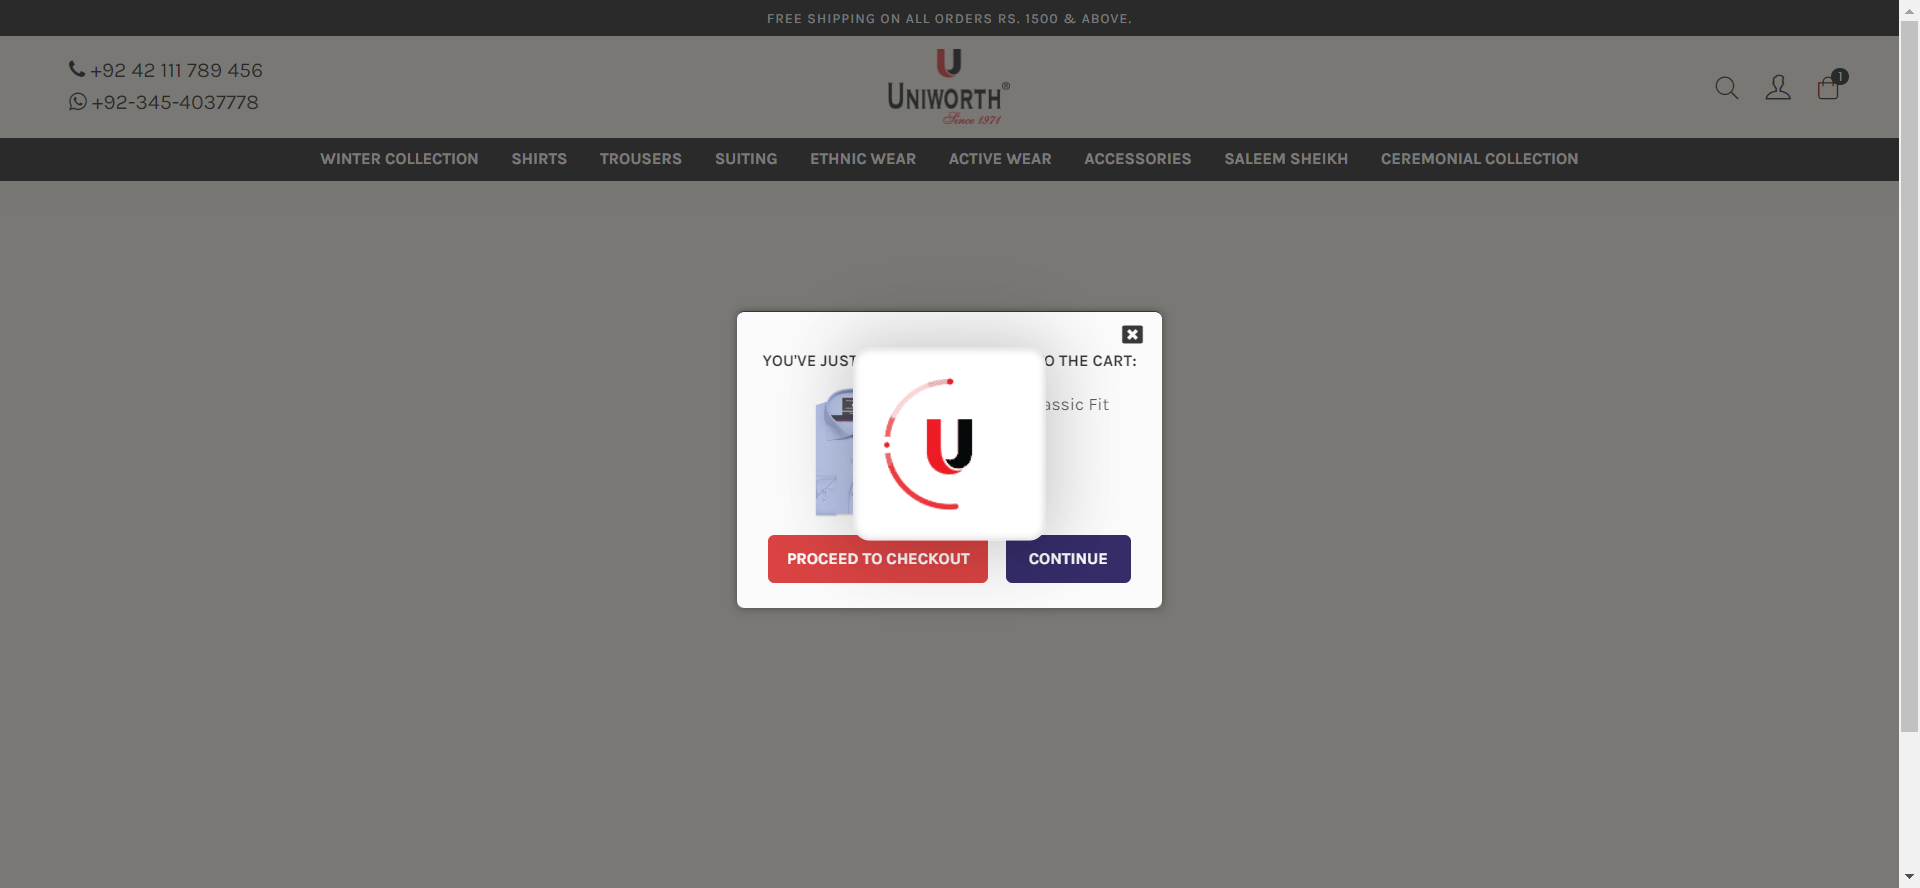 FREE SHIPPING ON ALL ORDERS RS. 1500 & ABOVE.
+92 42 111 789 456
+92-345-4037778
UNIWORTH®
Since 1971
1
WINTER COLLECTION SHIRTS TROUSERS SUITING ETHNIC WEAR ACTIVE WEAR ACCESSORIES SALEEM SHEIKH CEREMONIAL COLLECTION
YOU'VE JUST O THE CART:
assic Fit
PROCEED TO CHECKOUT CONTINUE